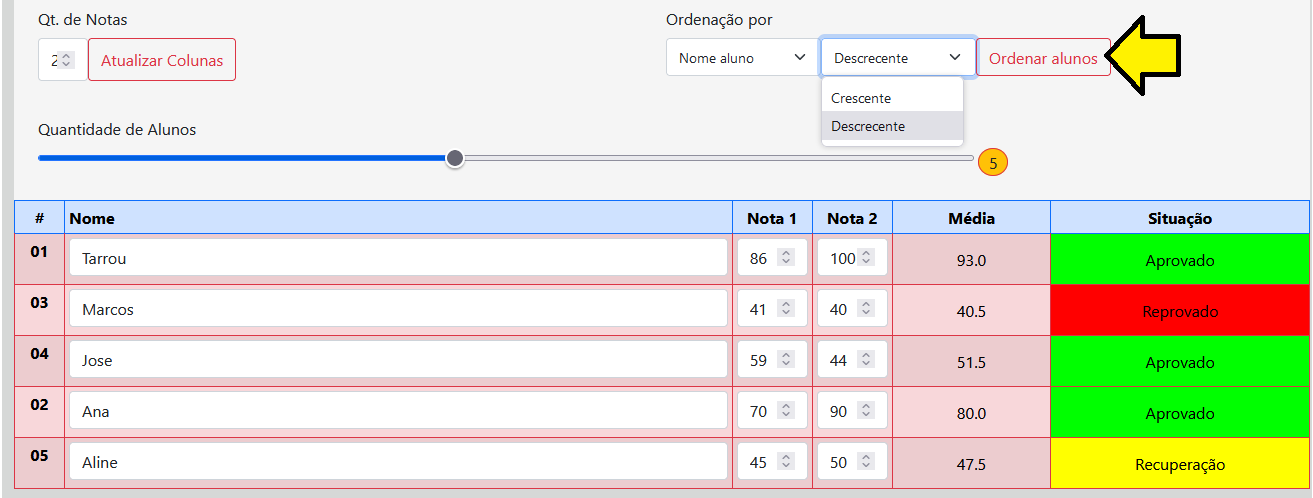 Qt. de Notas
Ordenação por
2 Atualizar Colunas
Nome aluno Descrecente Ordenar alunos
Crescente
Descrecente
Quantidade de Alunos
5
# Nome Nota 1 Nota 2 Média Situação
01 Tarrou 86 100 93.0 Aprovado
03 Marcos 41 40 40.5 Reprovado
04 Jose 59 44 51.5 Aprovado
02 Ana 70 90 80.0 Aprovado
05 Aline 45 50 47.5 Recuperação